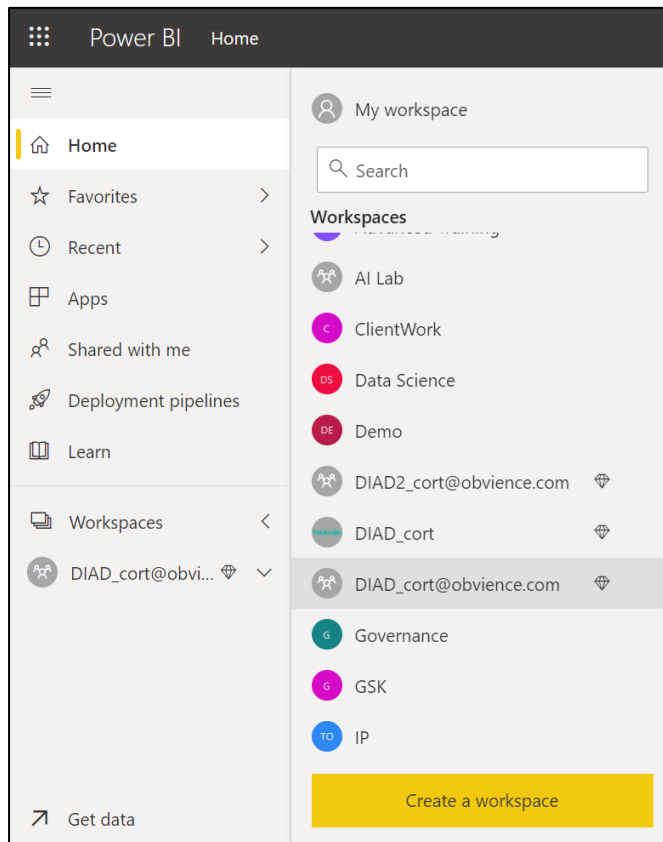 Power BI Home
Home
Favorites
Recent
Apps
Shared with me
Deployment pipelines
Learn
Workspaces
DIAD_cort@obvi...
Get data
My workspace
Search
Workspaces
Advanced Training
AI Lab
C
ClientWork
DS
Data Science
DE
Demo
DIAD2_cort@obvience.com
DIAD_cort
DIAD_cort@obvience.com
G
Governance
G
GSK
TO
IP
Create a workspace